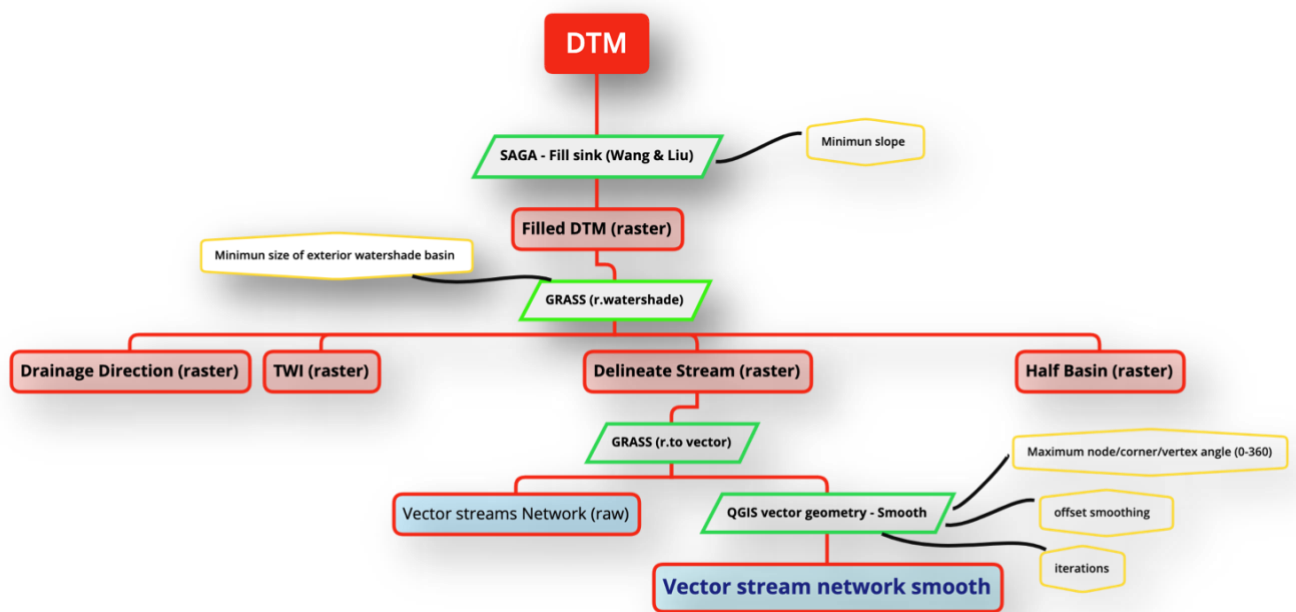 DTM
SAGA - Fill sink (Wang & Liu)
Minimun slope
Filled DTM (raster)
Minimun size of exterior watershade basin
GRASS (r.watershade)
Drainage Direction (raster)
TWI (raster)
Delineate Stream (raster)
Half Basin (raster)
GRASS (r.to vector)
Maximum node/corner/vertex angle (0-360)
Vector streams Network (raw)
QGIS vector geometry - Smooth
offset smoothing
iterations
Vector stream network smooth